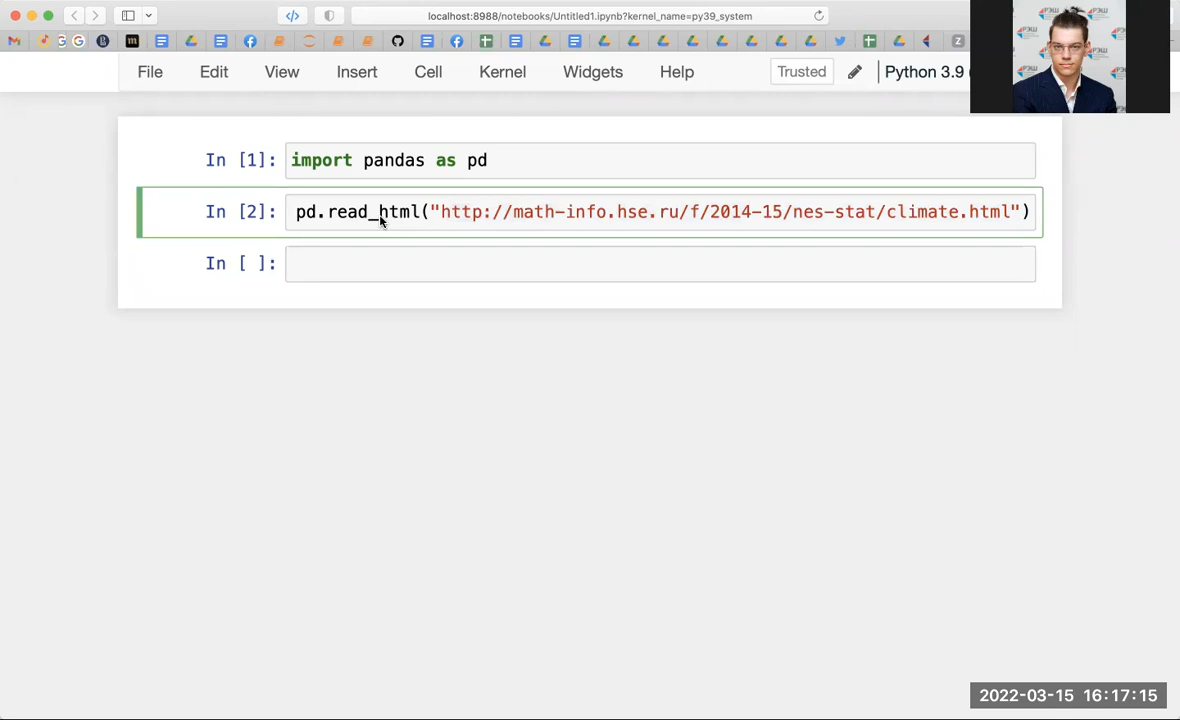 localhost:8988/notebooks/Untitled1.ipynb?kernel_name=py39_system
File Edit View Insert Cell Kernel Widgets Help Trusted Python 3.9
In [1]: import pandas as pd
In [2]: pd.read_html("http://math-info.hse.ru/f/2014-15/nes-stat/climate.html")
In [ ]:
РЭШ
2022-03-15 16:17:15